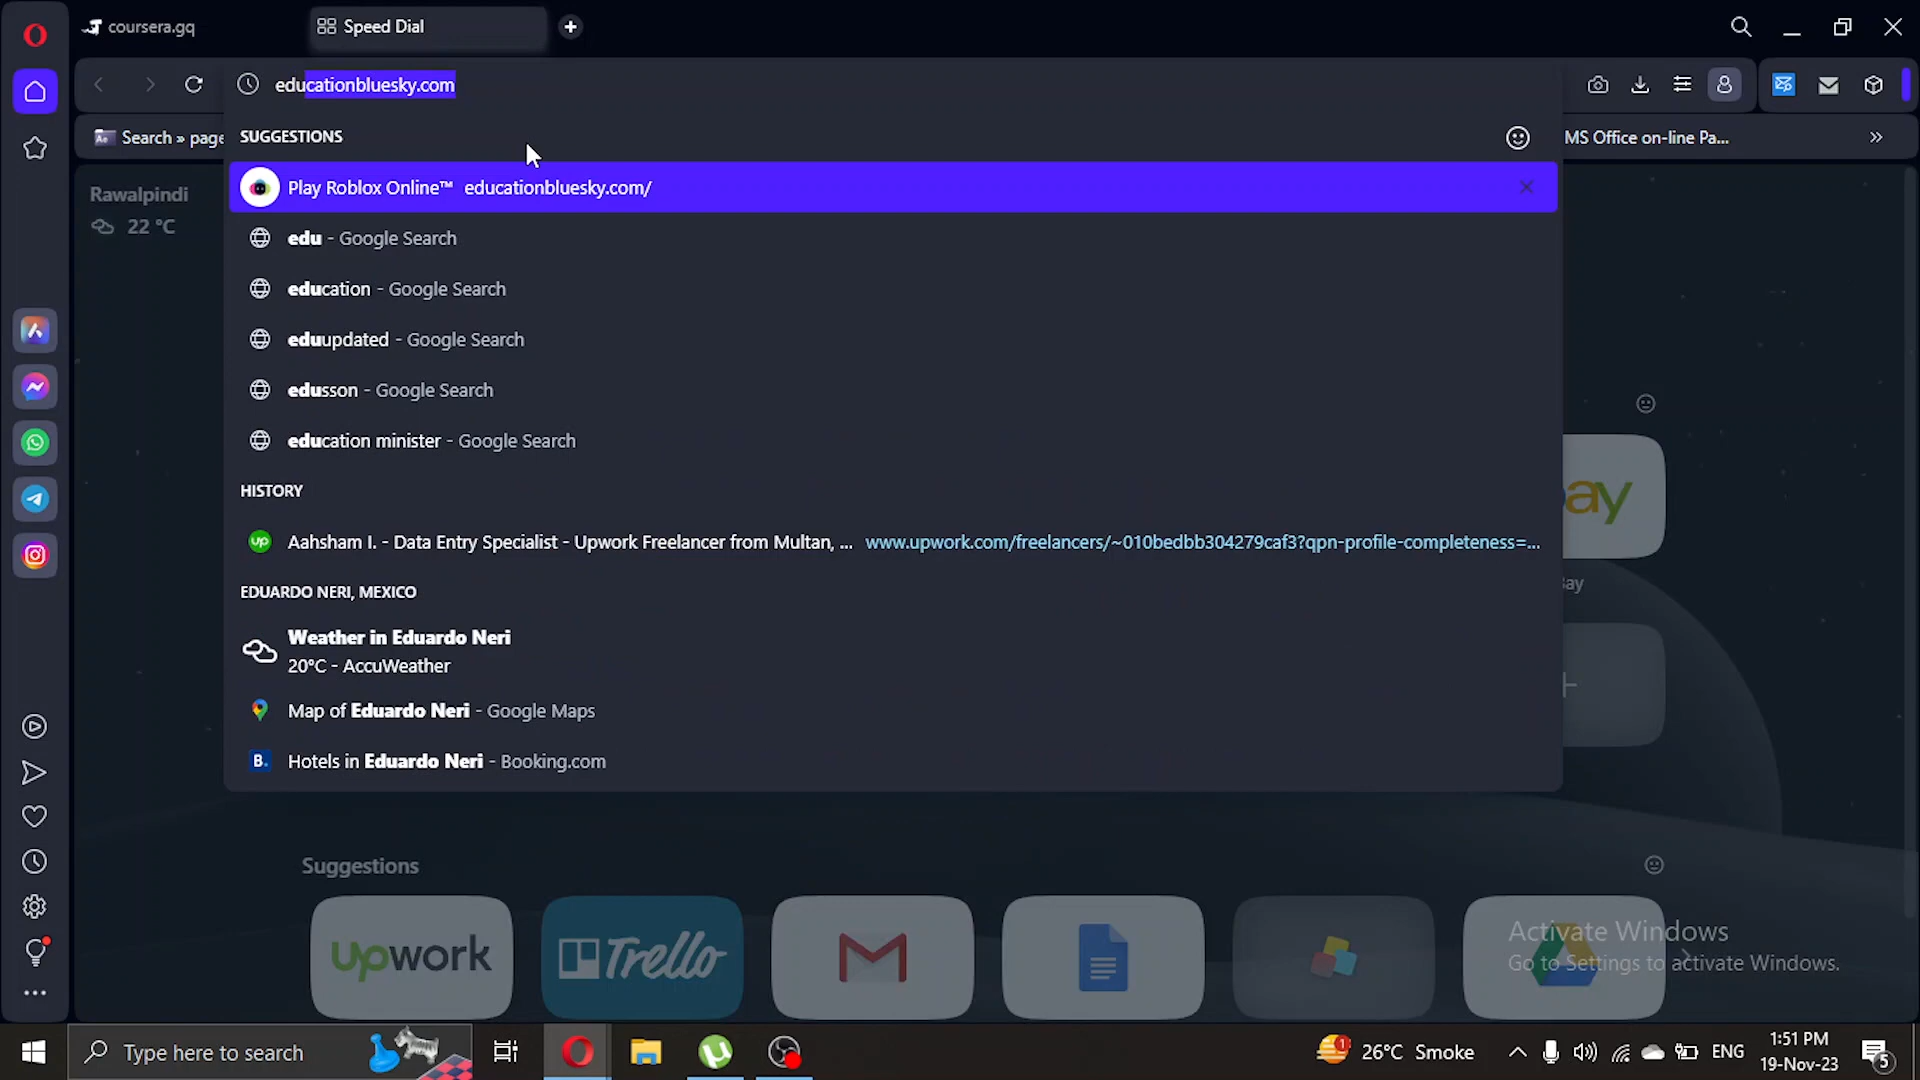 coursera.gq
Speed Dial
educationbluesky.com
Search » page
SUGGESTIONS
MS Office on-line Pa...
Rawalpindi
22 °C
Play Roblox Online™ educationbluesky.com/
edu - Google Search
education - Google Search
eduupdated - Google Search
edusson - Google Search
education minister - Google Search
HISTORY
up Aahsham I. - Data Entry Specialist - Upwork Freelancer from Multan, ... www.upwork.com/freelancers/~010bedbb304279caf3?qpn-profile-completeness=...
EDUARDO NERI, MEXICO
Weather in Eduardo Neri
20°C - AccuWeather
Map of Eduardo Neri - Google Maps
B. Hotels in Eduardo Neri - Booking.com
ay
ay
Suggestions
upwork
Trello
Activate Windows
Go to Settings to activate Windows.
Type here to search
1
26°C Smoke
ENG
1:51 PM
19-Nov-23
5